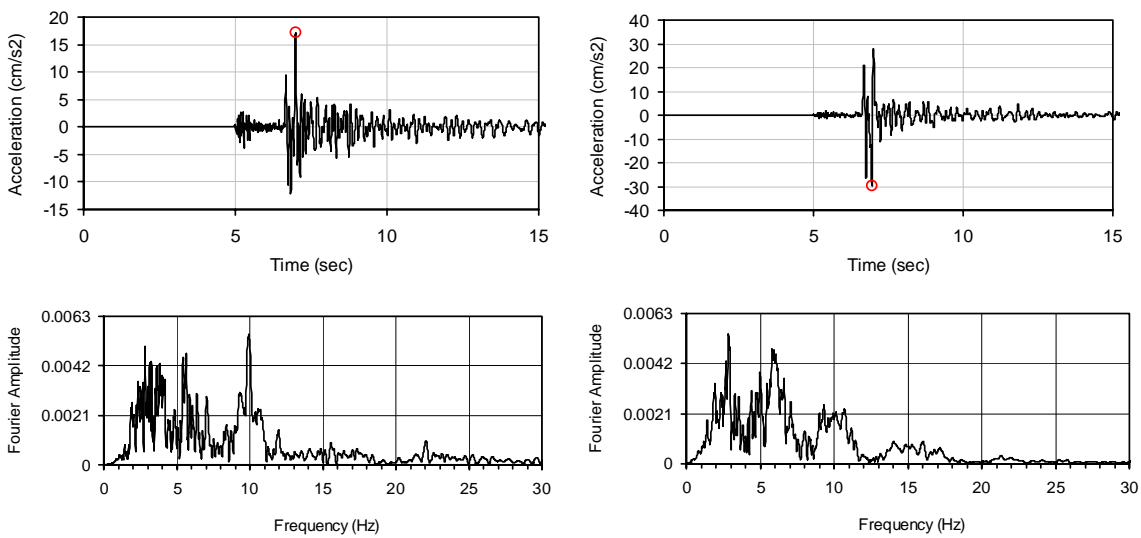 20
15
10
5
0
-5
-10
-15
Acceleration (cm/s2)
0 5 10 15
Time (sec)
40
30
20
10
0
-10
-20
-30
-40
Acceleration (cm/s2)
0 5 10 15
Time (sec)
0.0063
0.0042
0.0021
0
Fourier Amplitude
0 5 10 15 20 25 30
Frequency (Hz)
0.0063
0.0042
0.0021
0
Fourier Amplitude
0 5 10 15 20 25 30
Frequency (Hz)